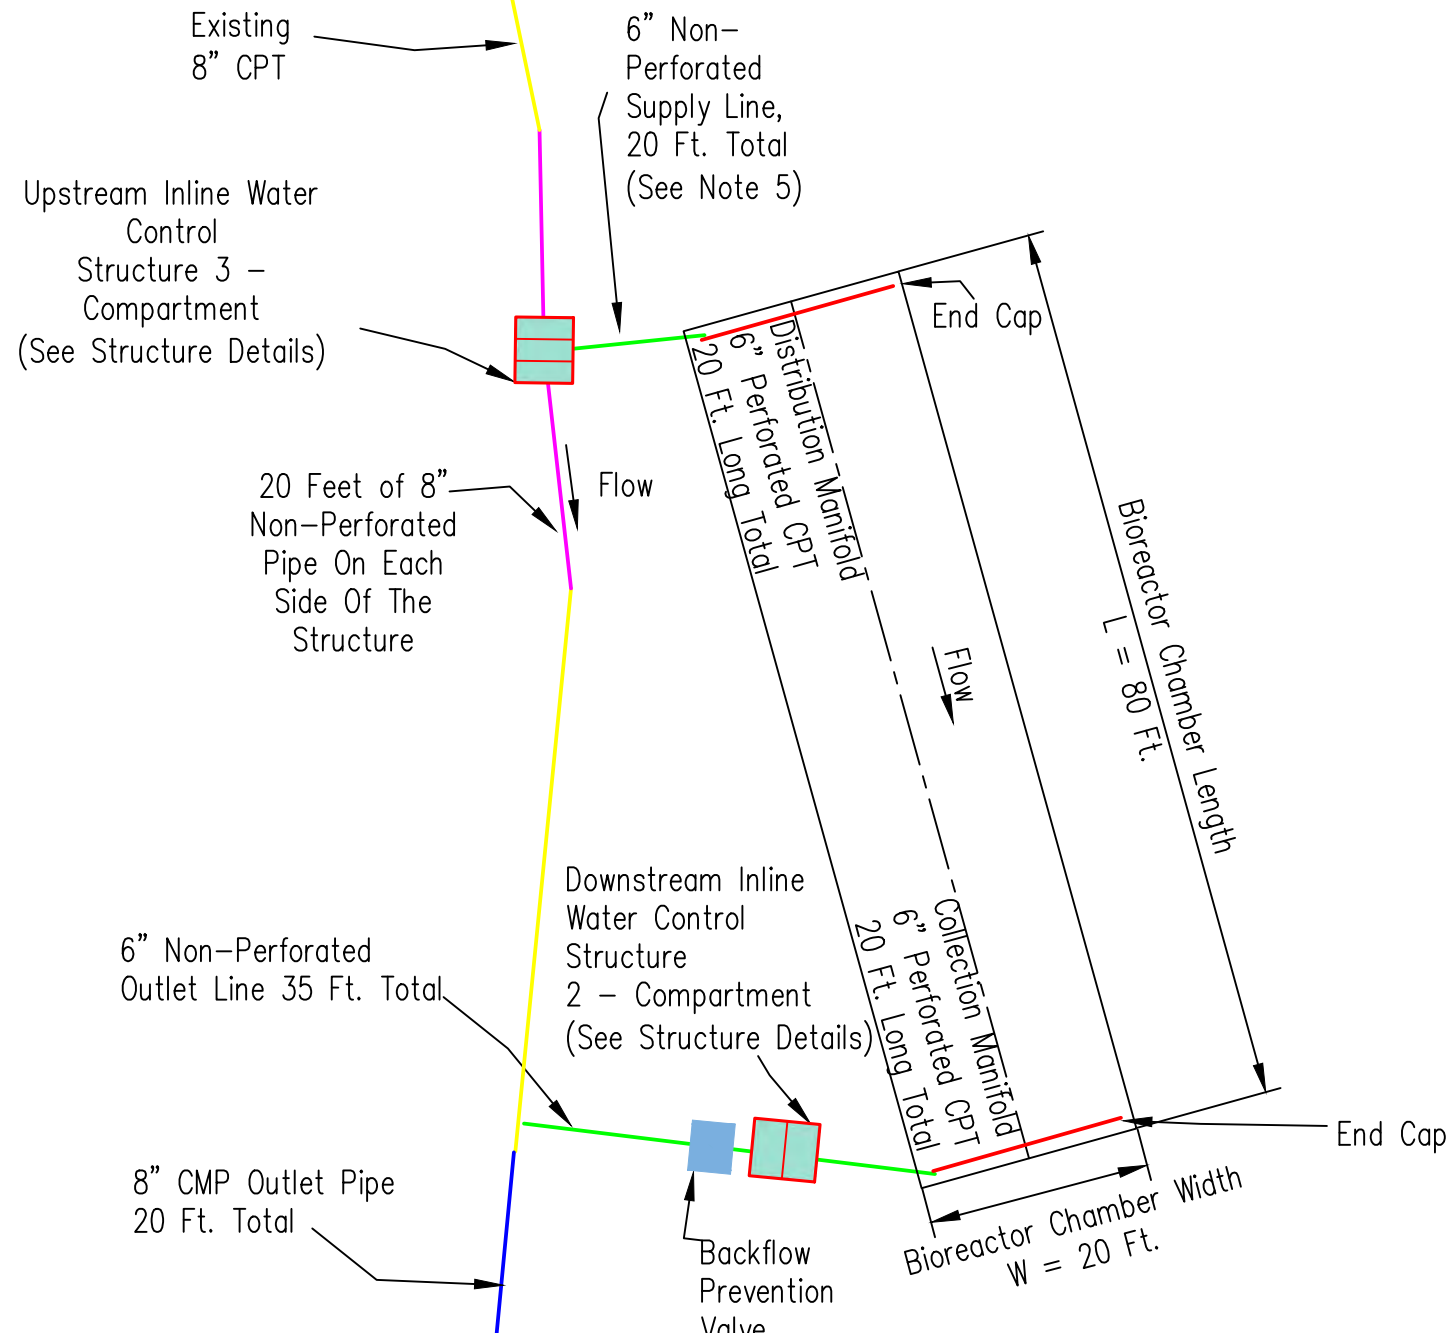 Existing
8” CPT
6” Non–
Perforated
Supply Line,
20 Ft. Total
(See Note 5)
Upstream Inline Water
Control
Structure 3 –
Compartment
(See Structure Details)
End Cap
Distribution Manifold
6” Perforated CPT
20 Ft. Long Total
20 Feet of 8”
Non–Perforated
Pipe On Each
Side Of The
Structure
Flow
Flow
Bioreactor Chamber Length
L = 80 Ft.
Downstream Inline
Water Control
Structure
2 – Compartment
(See Structure Details)
Collection Manifold
6” Perforated CPT
20 Ft. Long Total
6” Non–Perforated
Outlet Line 35 Ft. Total
End Cap
8” CMP Outlet Pipe
20 Ft. Total
Bioreactor Chamber Width
W = 20 Ft.
Backflow
Prevention
Valve